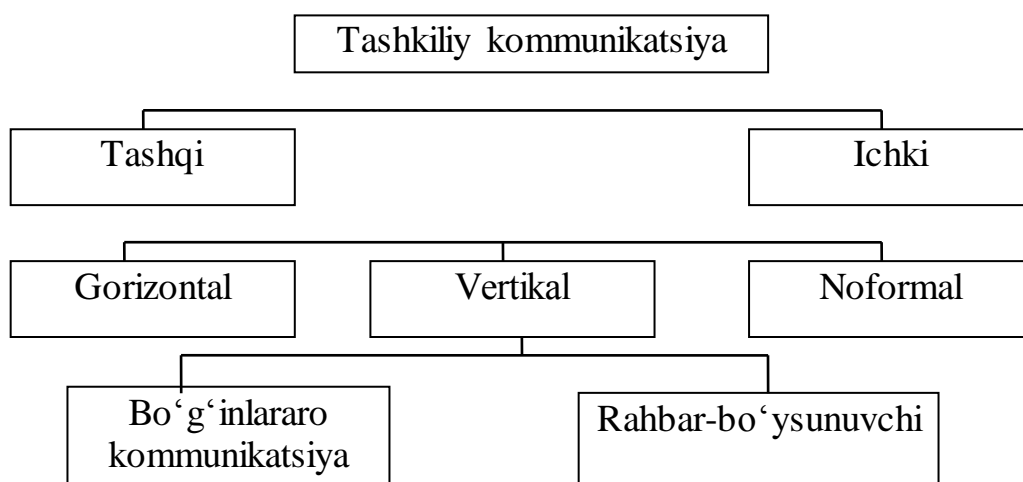 Tashkiliy kommunikatsiya
Tashqi
Ichki
Gorizontal
Vertikal
Noformal
Bo‘g‘inlararo
kommunikatsiya
Rahbar-bo‘ysunuvchi